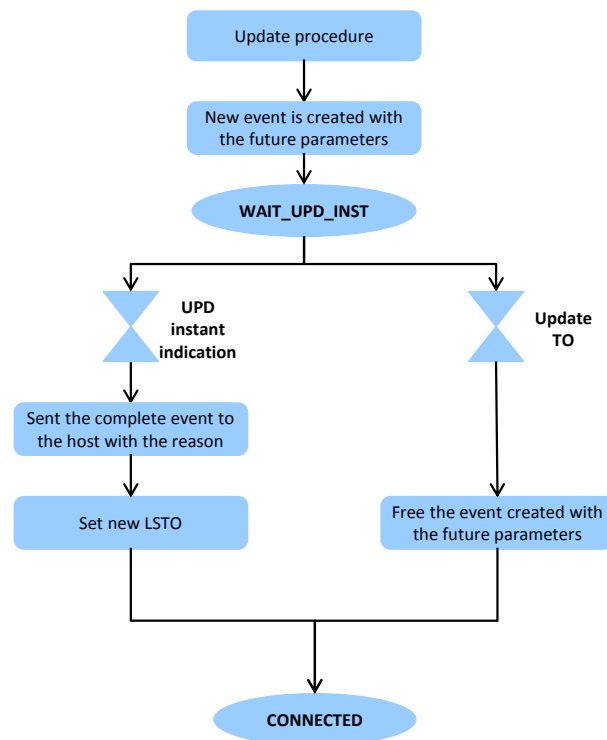 Update procedure
New event is created with
the future parameters
WAIT_UPD_INST
UPD
instant
indication
Update
TO
Sent the complete event to
the host with the reason
Set new LSTO
Free the event created with
the future parameters
CONNECTED